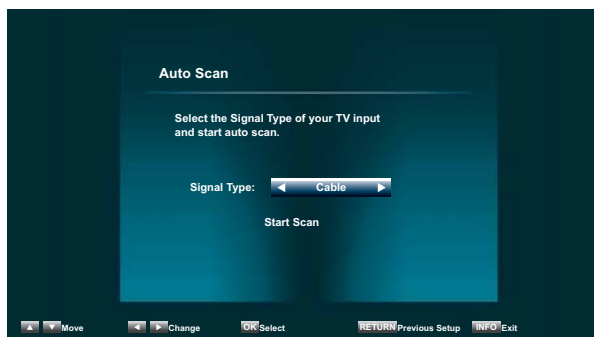 Auto Scan
Select the Signal Type of your TV input
and start auto scan.
Signal Type: ◄ Cable ►
Start Scan
▲ ▼ Move ◄ ► Change OK Select RETURN Previous Setup INFO Exit